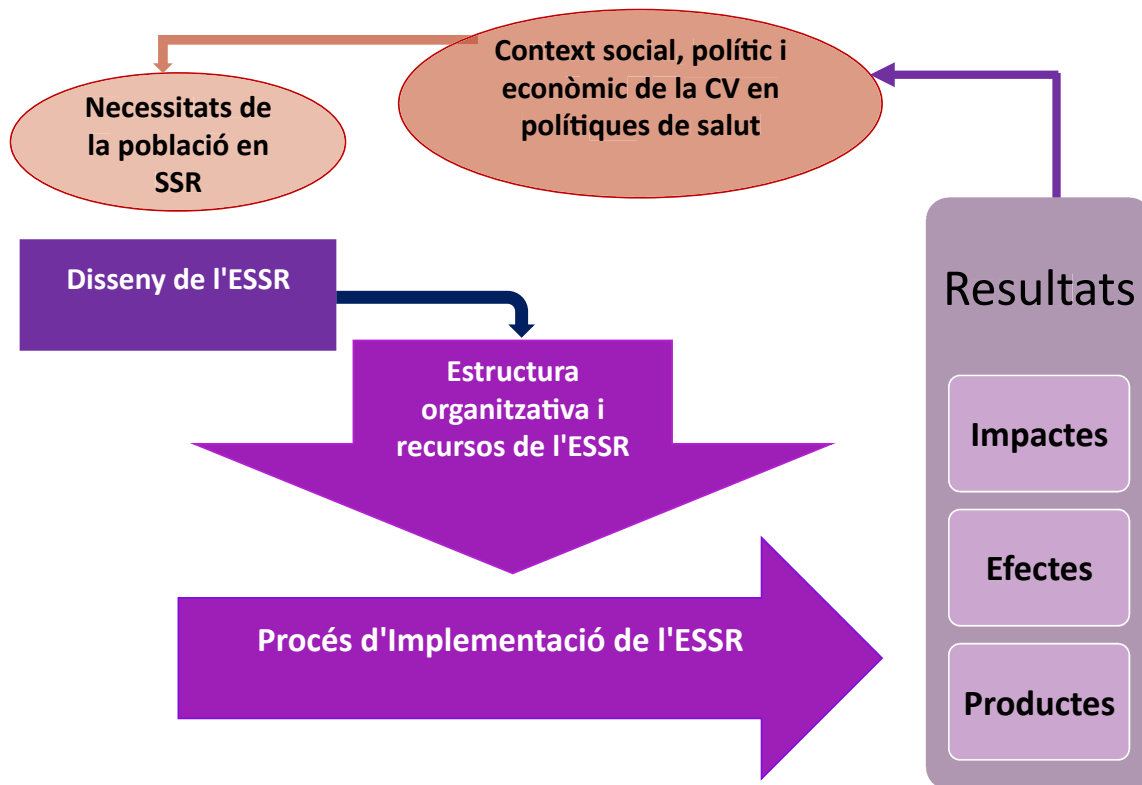 Context social, polític i
econòmic de la CV en
polítiques de salut
Necessitats de
la població en
SSR
Disseny de l'ESSR
Estructura
organitzativa i
recursos de l'ESSR
Procés d'Implementació de l'ESSR
Resultats
Impactes
Efectes
Productes